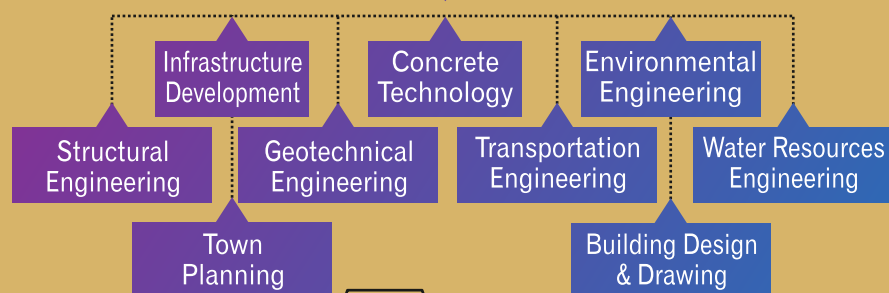 Infrastructure
Development
Concrete
Technology
Environmental
Engineering
Structural
Engineering
Geotechnical
Engineering
Transportation
Engineering
Water Resources
Engineering
Town
Planning
Building Design
& Drawing